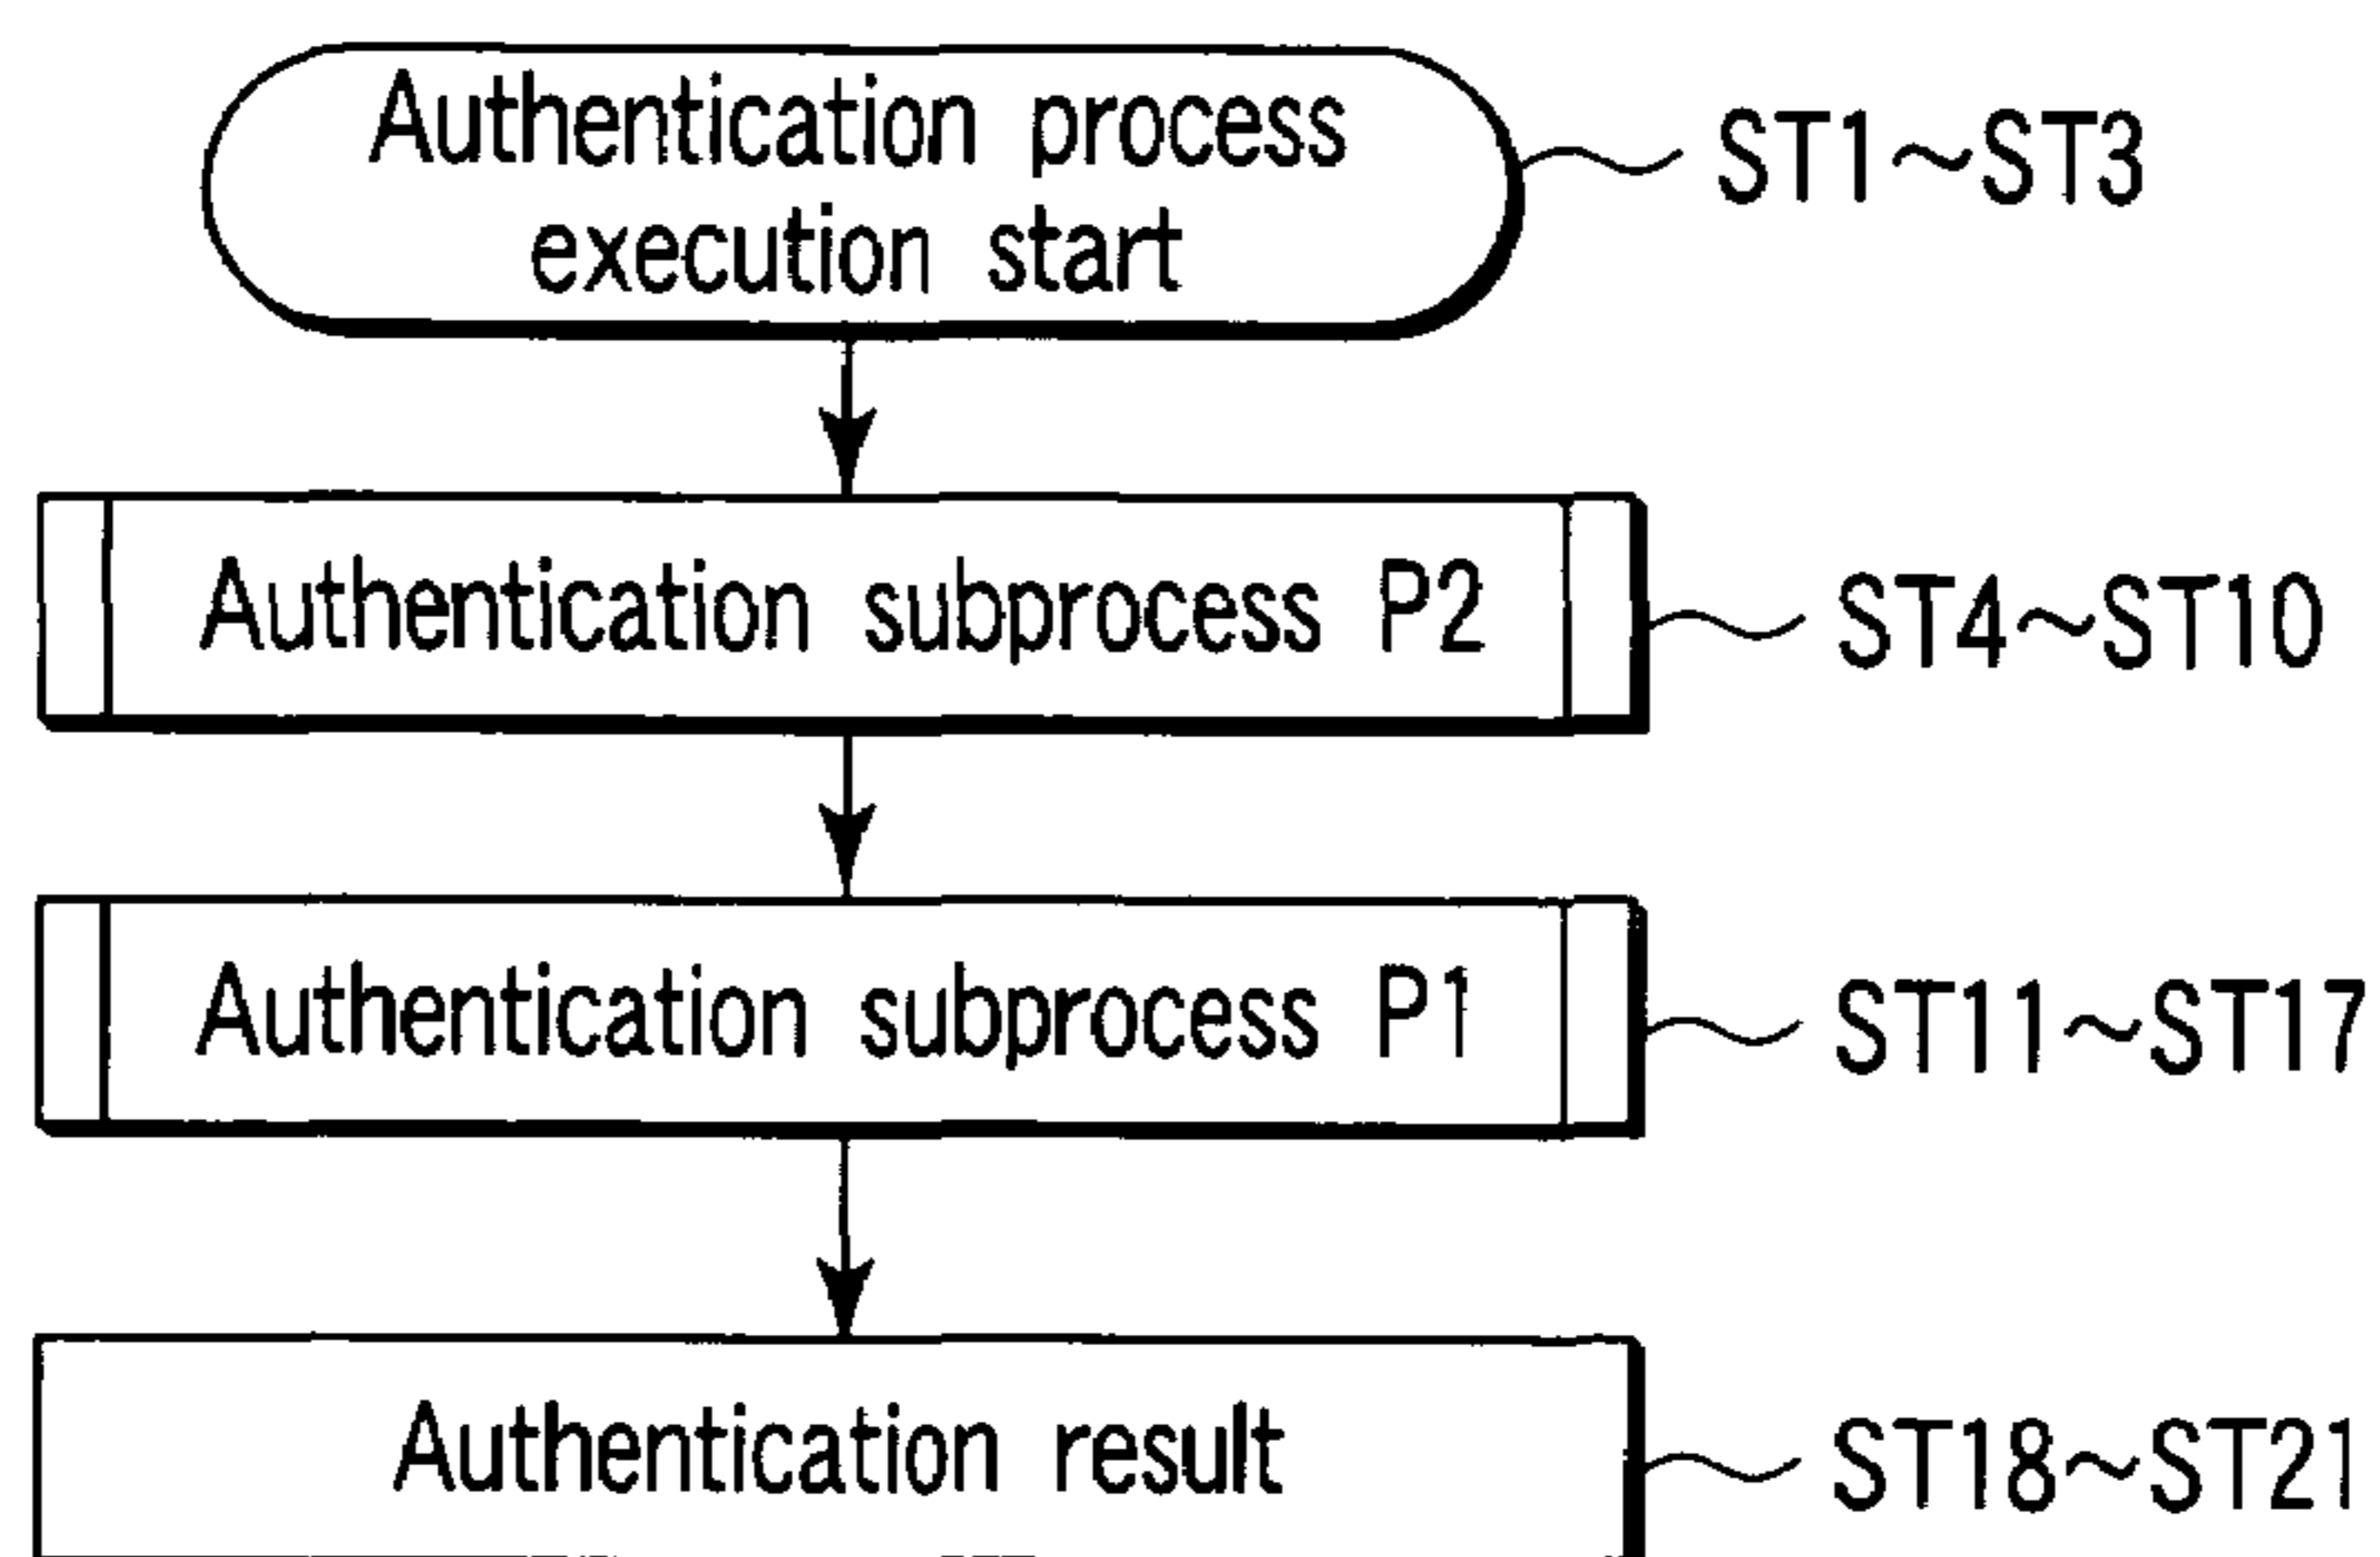 Authentication process
execution start
ST1~ST3
Authentication subprocess P2
ST4~ST10
Authentication subprocess P1
ST11~ST17
Authentication result
ST18~ST21